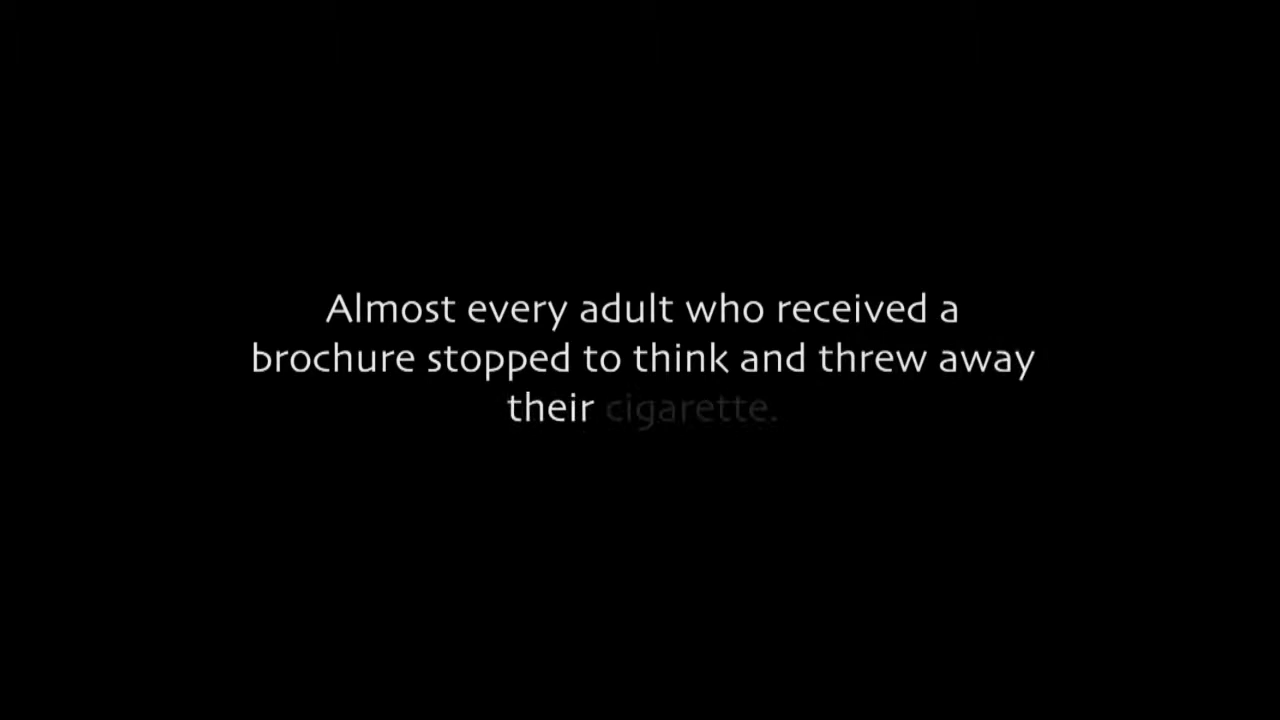 Almost every adult who received a
brochure stopped to think and threw away
their cigarette.